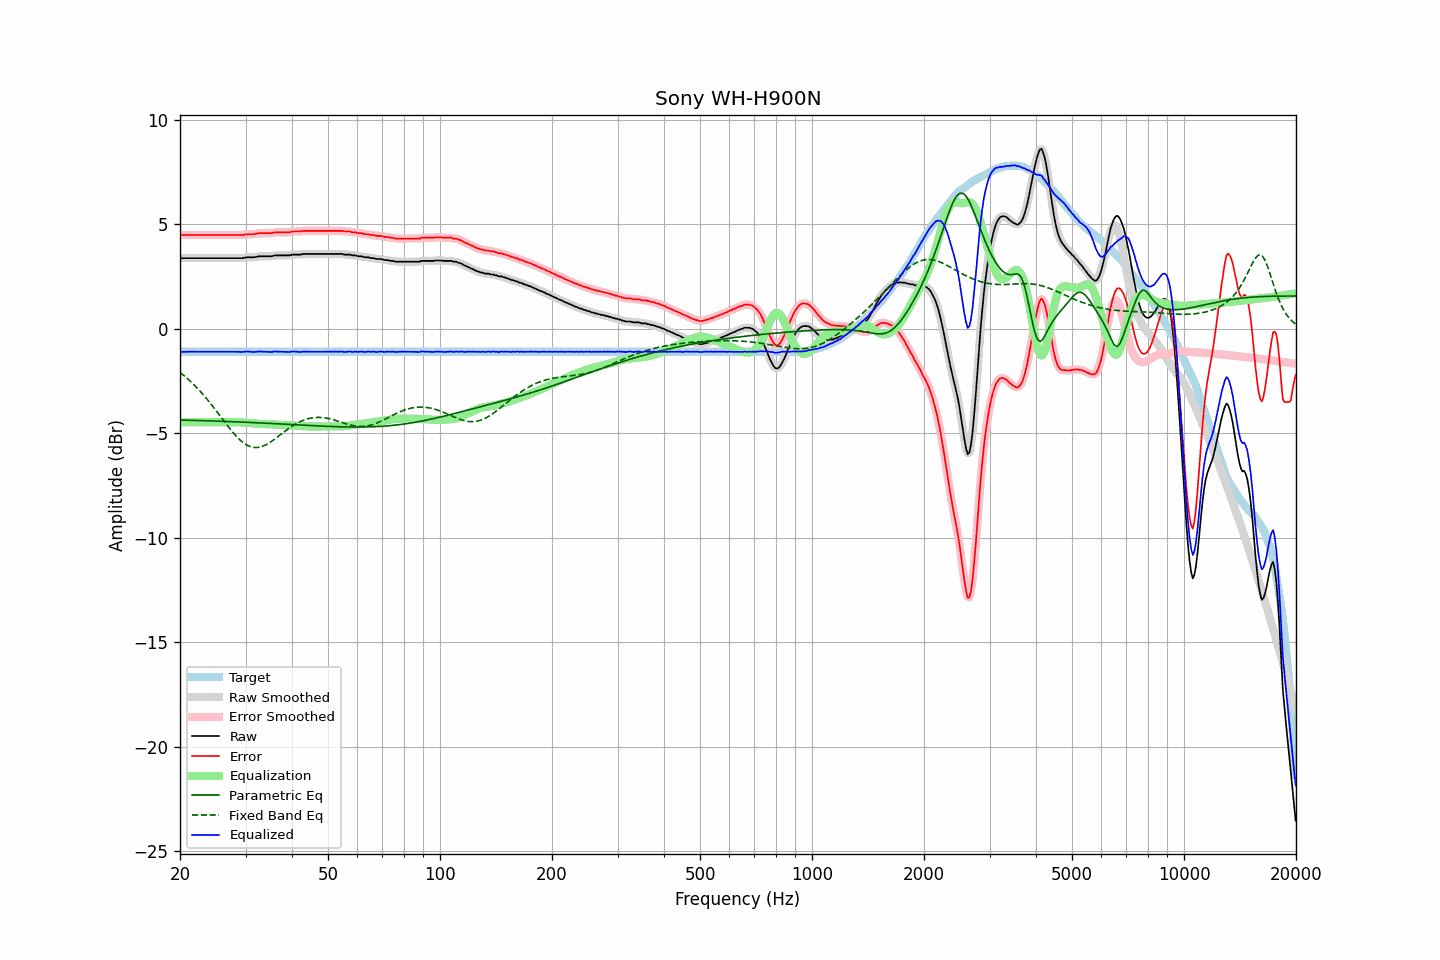 Sony WH-H900N
10
5
0
−5
−10
−15
−20
−25
Amplitude (dBr)
Target
Raw Smoothed
Error Smoothed
Raw
Error
Equalization
Parametric Eq
Fixed Band Eq
Equalized
20 50 100 200 500 1000 2000 5000 10000 20000
Frequency (Hz)